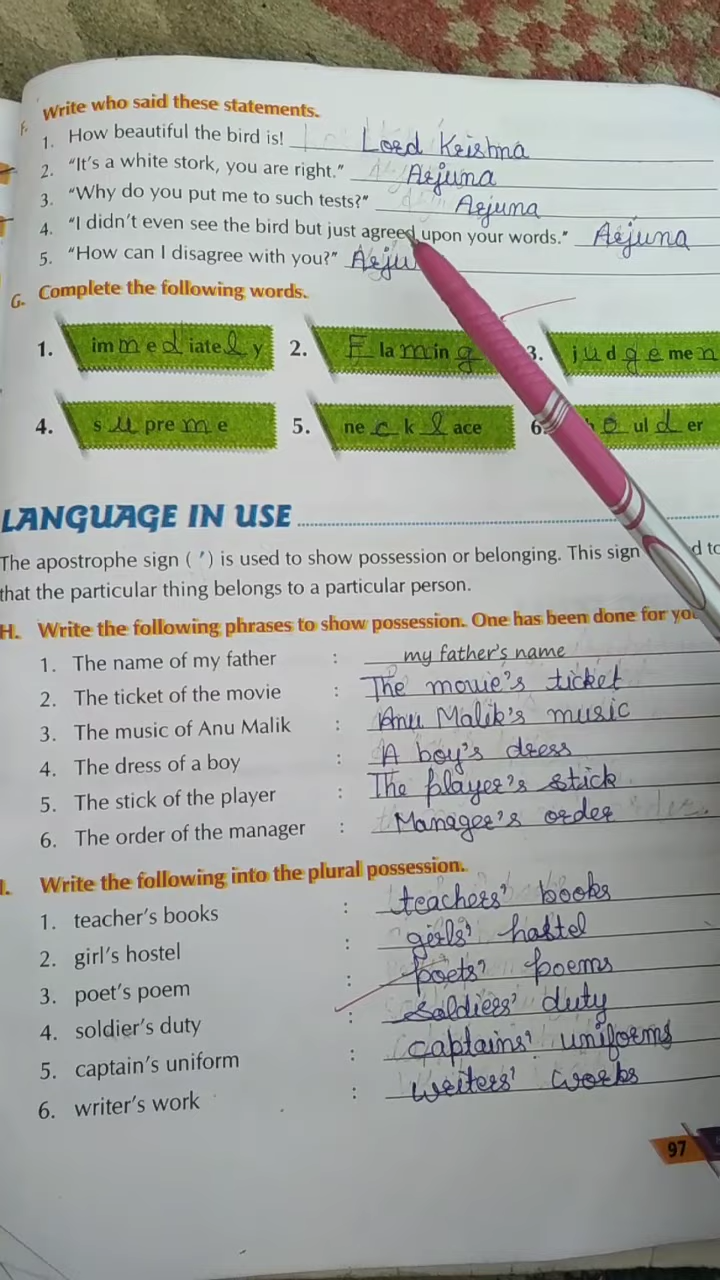 F. Write who said these statements.
1. How beautiful the bird is! Lord Krishna
2. "It's a white stork, you are right." Arjuna
3. "Why do you put me to such tests?" Arjuna
4. "I didn't even see the bird but just agreed upon your words." Arjuna
5. "How can I disagree with you?" Arju
G. Complete the following words.
1. immediately 2. Flaming 3. judgemen
4. supreme 5. necklace 6. oulder
LANGUAGE IN USE
The apostrophe sign ( ' ) is used to show possession or belonging. This sign
that the particular thing belongs to a particular person.
H. Write the following phrases to show possession. One has been done for
1. The name of my father : my father's name
2. The ticket of the movie : The movie's ticket
3. The music of Anu Malik : Anu Malik's music
4. The dress of a boy : A boy's dress
5. The stick of the player : The player's stick
6. The order of the manager : Manager's order
I. Write the following into the plural possession.
1. teacher's books : teachers' books
2. girl's hostel : girls' hostel
3. poet's poem : poets' poems
4. soldier's duty : soldiers' duty
5. captain's uniform : captains' uniforms
6. writer's work : writers' works
97